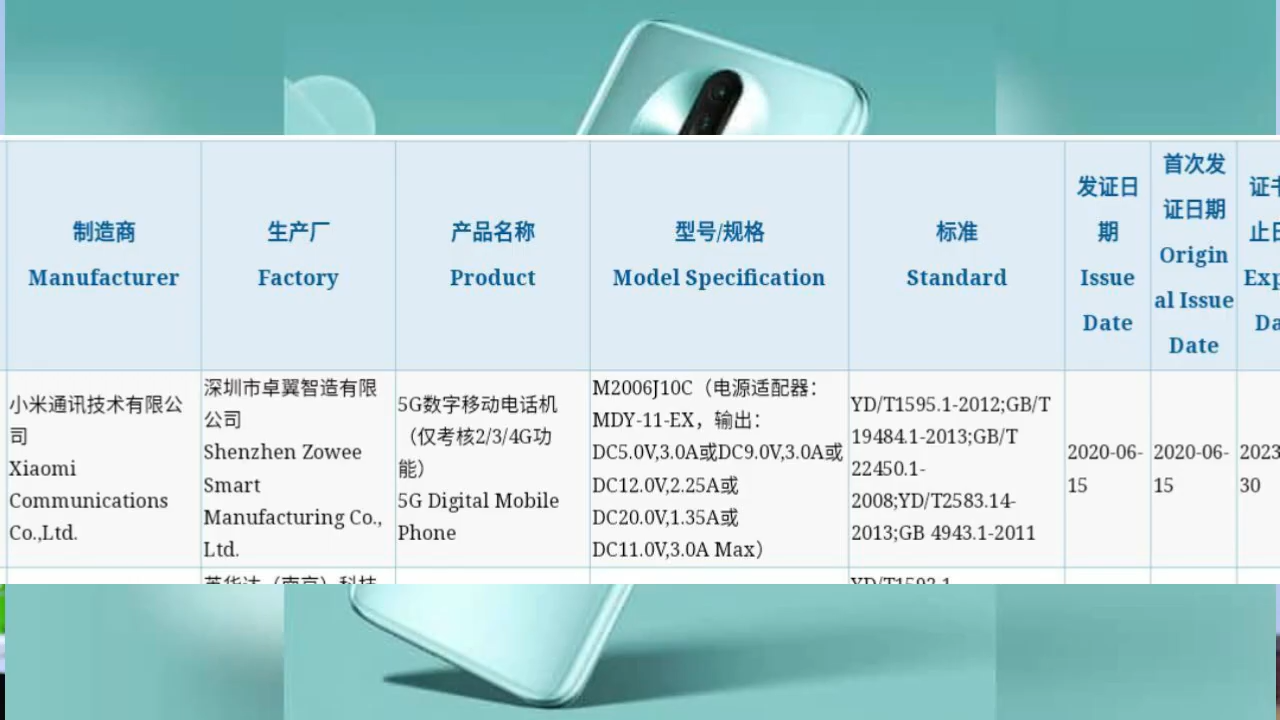 制造商
Manufacturer
生产厂
Factory
产品名称
Product
型号/规格
Model Specification
标准
Standard
发证日
期
Issue
Date
首次发
证日期
Origin
al Issue
Date
小米通讯技术有限公
司
Xiaomi
Communications
Co.,Ltd.
深圳市卓翼智造有限
公司
Shenzhen Zowee
Smart
Manufacturing Co.,
Ltd.
5G数字移动电话机
（仅考核2/3/4G功
能）
5G Digital Mobile
Phone
M2006J10C（电源适配器：
MDY-11-EX，输出：
DC5.0V,3.0A或DC9.0V,3.0A或
DC12.0V,2.25A或
DC20.0V,1.35A或
DC11.0V,3.0A Max）
YD/T1595.1-2012;GB/T
19484.1-2013;GB/T
22450.1-
2008;YD/T2583.14-
2013;GB 4943.1-2011
2020-06-
15
2020-06-
15
2023
30